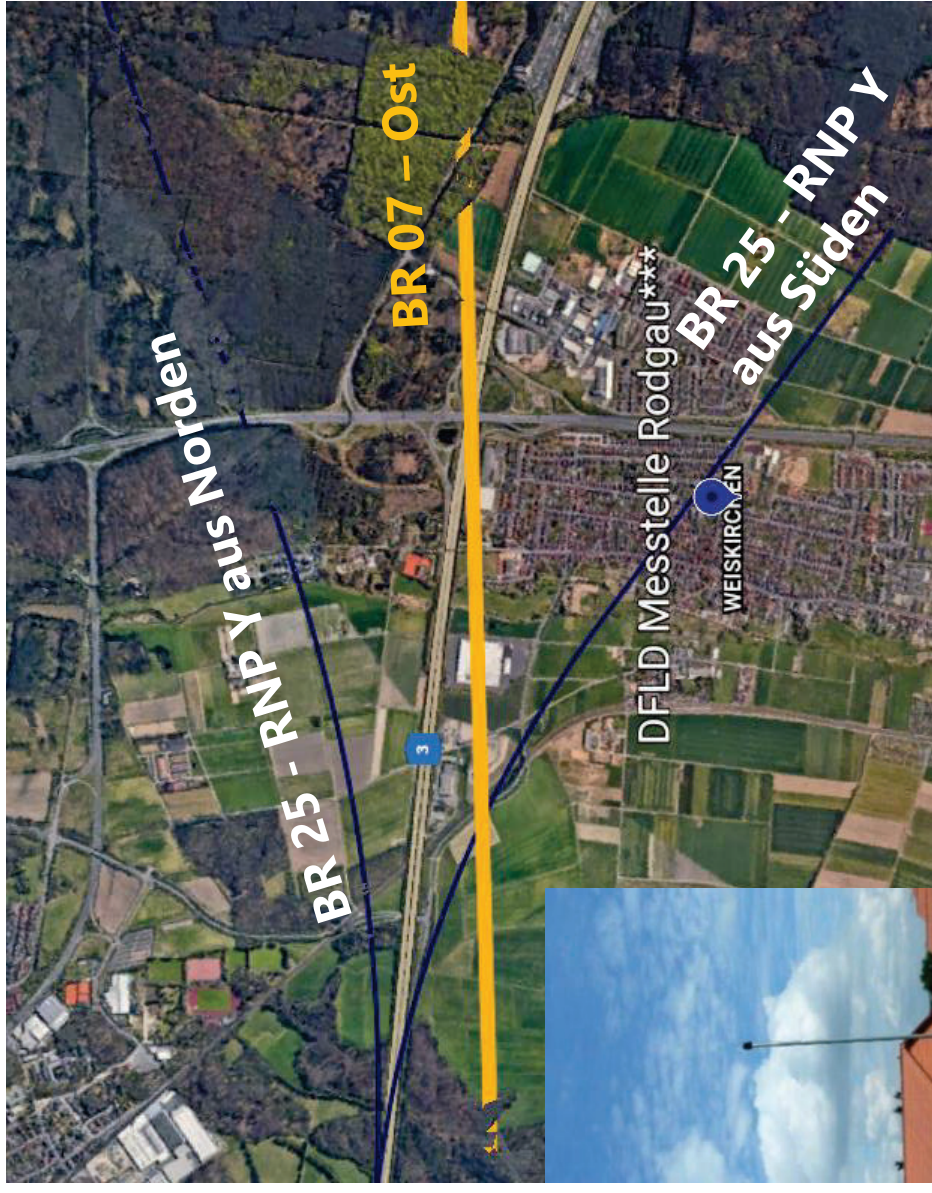 BR 25 - RNP Y aus Norden
BR 07 – Ost
3
DFLD Messtelle Rodgau***
WEISKIRCHEN
BR 25 - RNP Y
aus Süden